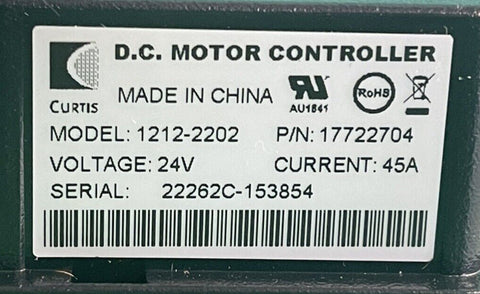 D.C. MOTOR CONTROLLER
CURTIS
MADE IN CHINA
AU1841
RoHS
MODEL: 1212-2202 P/N: 17722704
VOLTAGE: 24V CURRENT: 45A
SERIAL: 22262C-153854